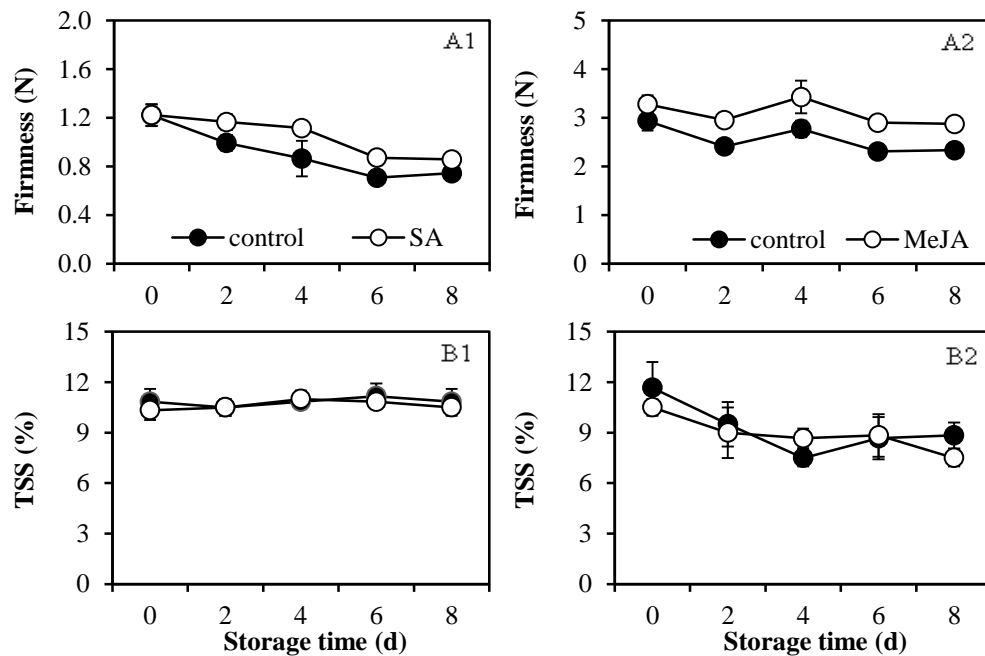 A1
2.0
1.6
1.2
0.8
0.4
0.0
Firmness (N)
control SA
0 2 4 6 8
A2
5
4
3
2
1
0
Firmness (N)
control MeJA
0 2 4 6 8
B1
15
12
9
6
3
0
TSS (%)
0 2 4 6 8
Storage time (d)
B2
15
12
9
6
3
0
TSS (%)
0 2 4 6 8
Storage time (d)